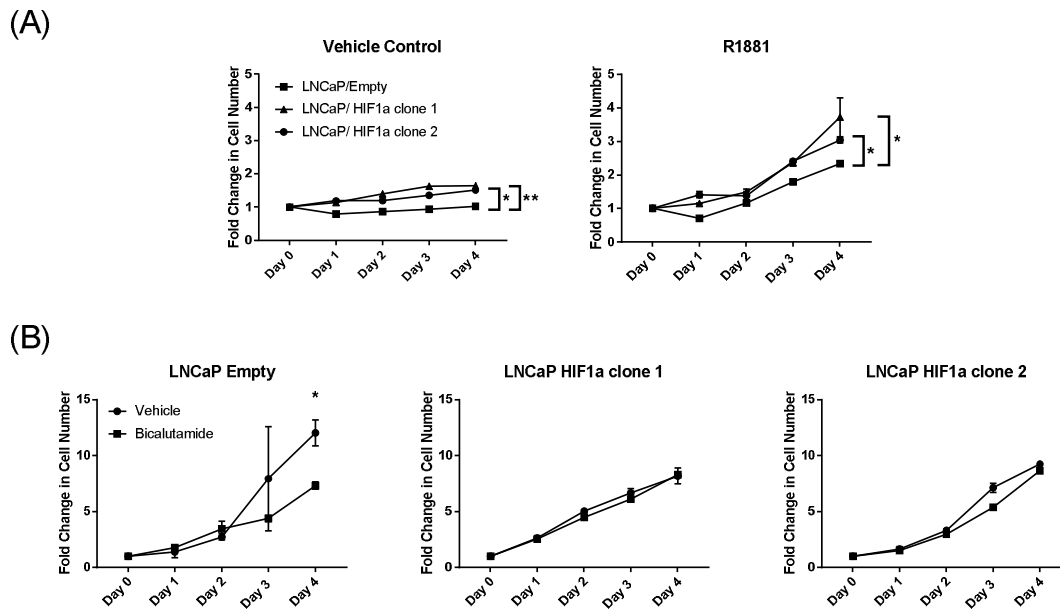 (A)
Vehicle Control
Fold Change in Cell Number
5
4
3
2
1
0
LNCaP/Empty
LNCaP/ HIF1a clone 1
LNCaP/ HIF1a clone 2
*
**
Day 0
Day 1
Day 2
Day 3
Day 4
R1881
Fold Change in Cell Number
5
4
3
2
1
0
*
*
Day 0
Day 1
Day 2
Day 3
Day 4
(B)
LNCaP Empty
Fold Change in Cell Number
15
10
5
0
Vehicle
Bicalutamide
*
Day 0
Day 1
Day 2
Day 3
Day 4
LNCaP HIF1a clone 1
Fold Change in Cell Number
15
10
5
0
Day 0
Day 1
Day 2
Day 3
Day 4
LNCaP HIF1a clone 2
Fold Change in Cell Number
15
10
5
0
Day 0
Day 1
Day 2
Day 3
Day 4